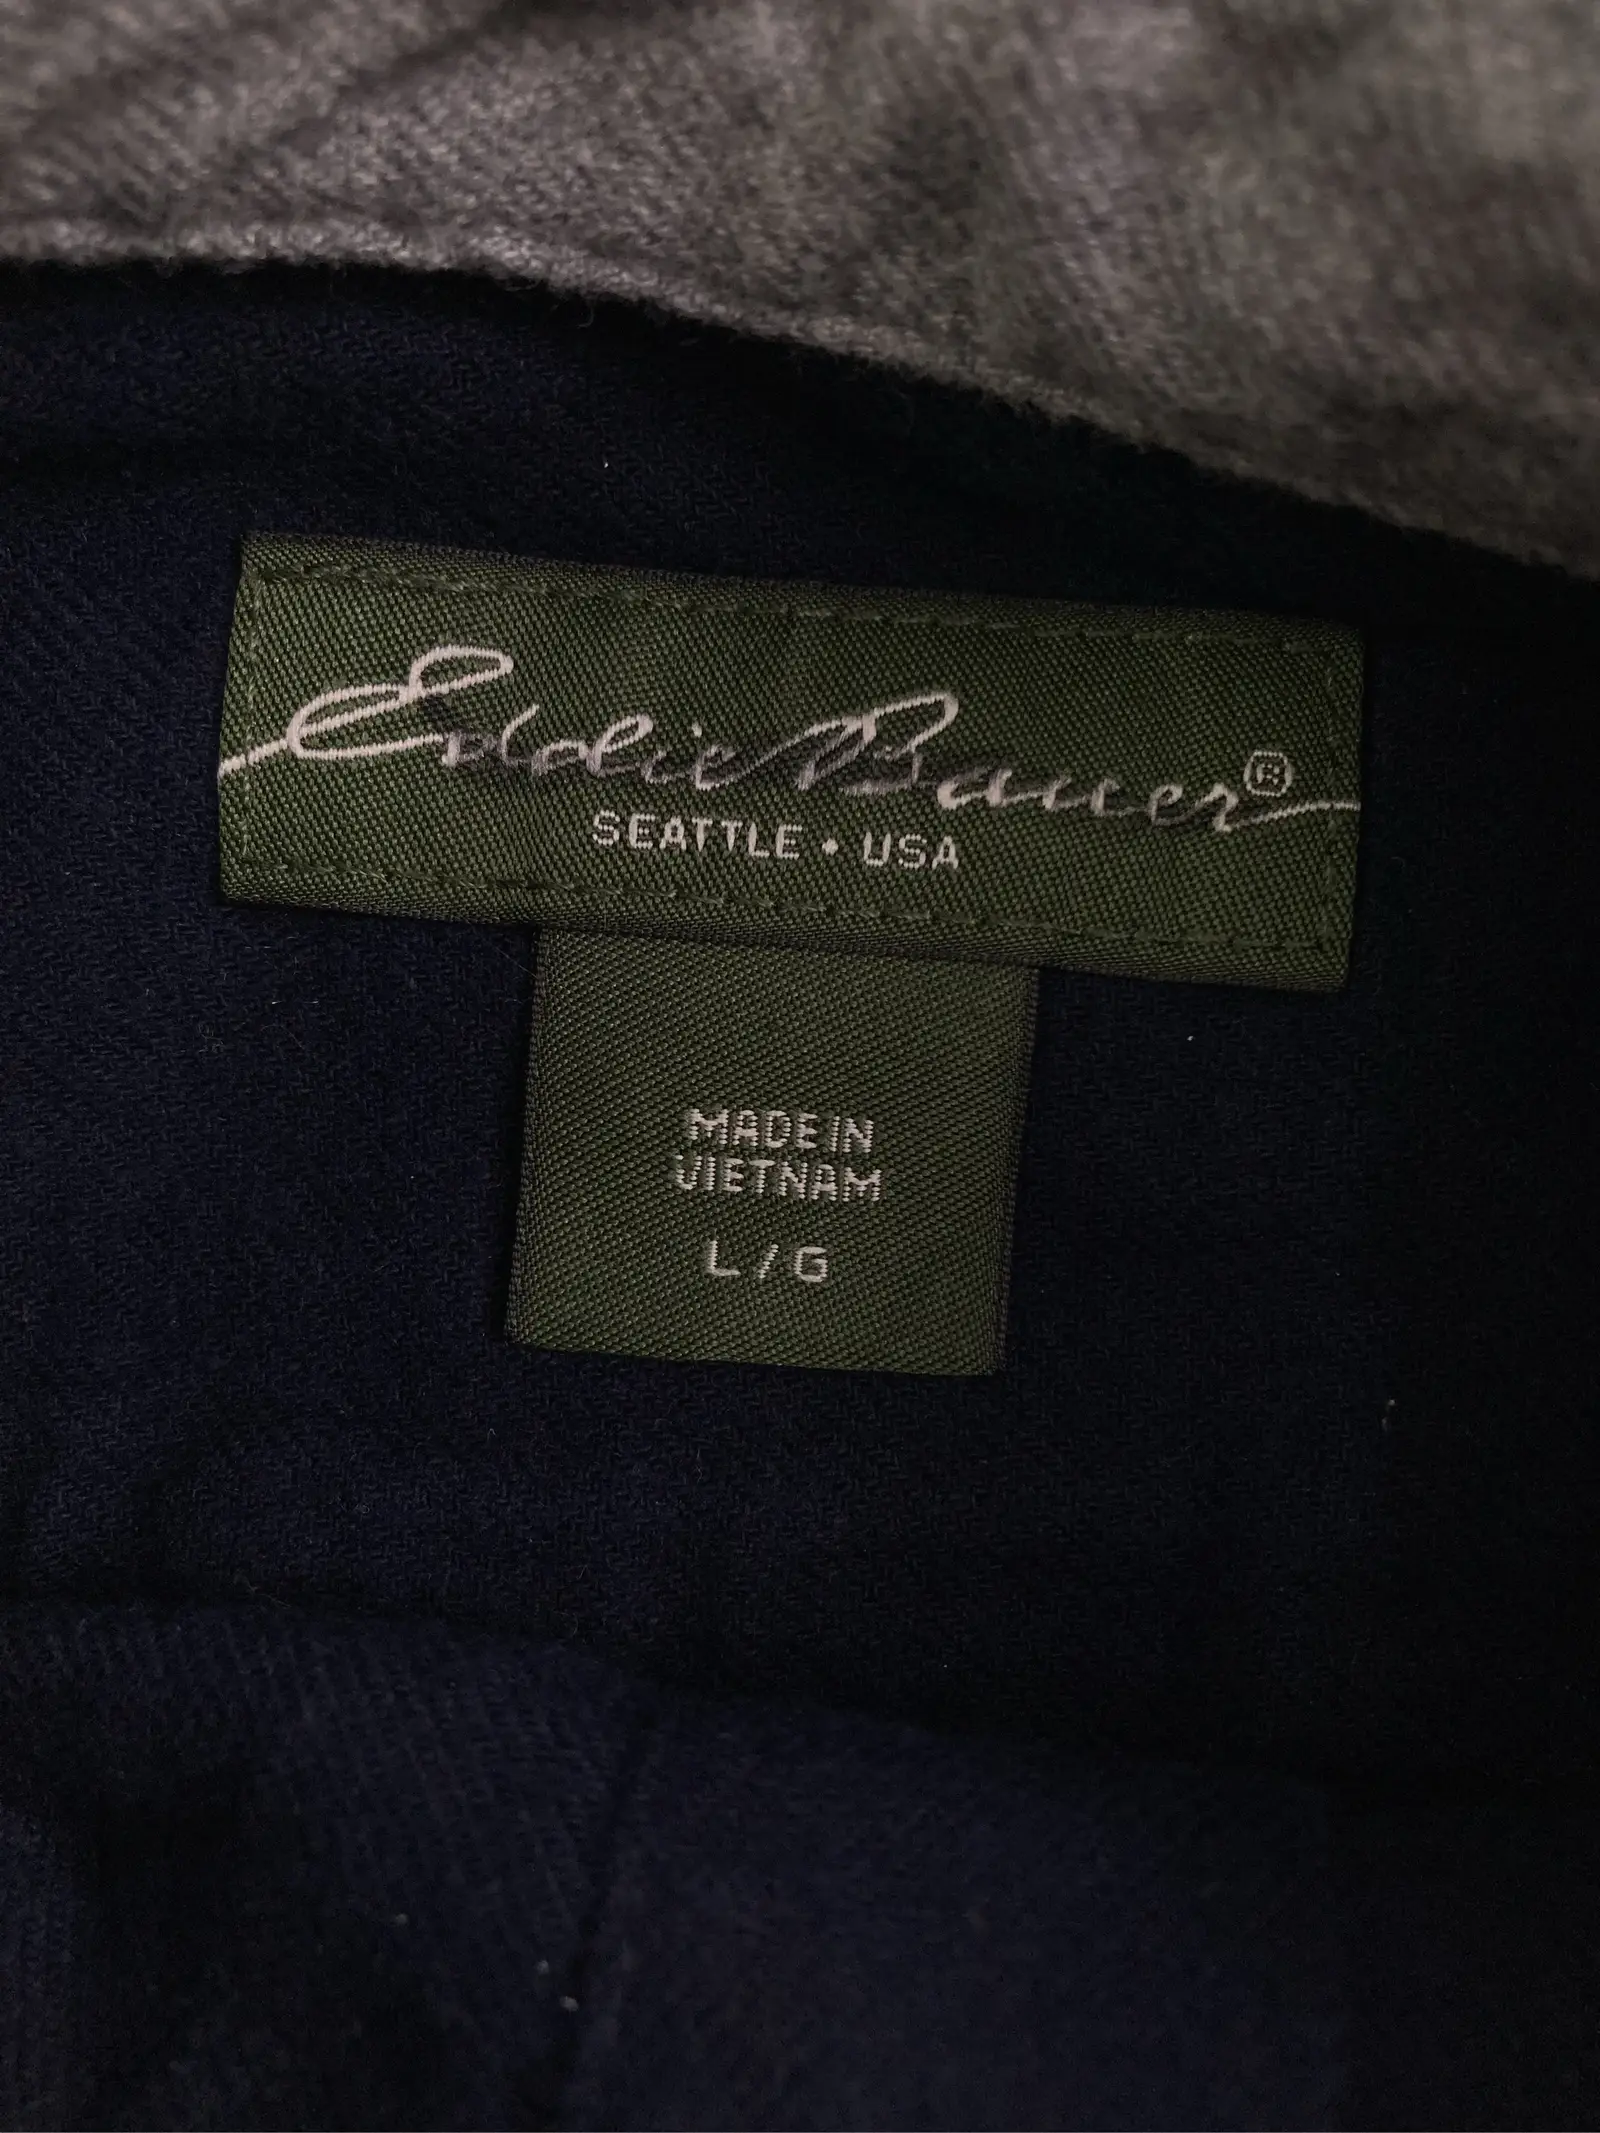 Eddie Bauer®
SEATTLE • USA
MADE IN
VIETNAM
L / G